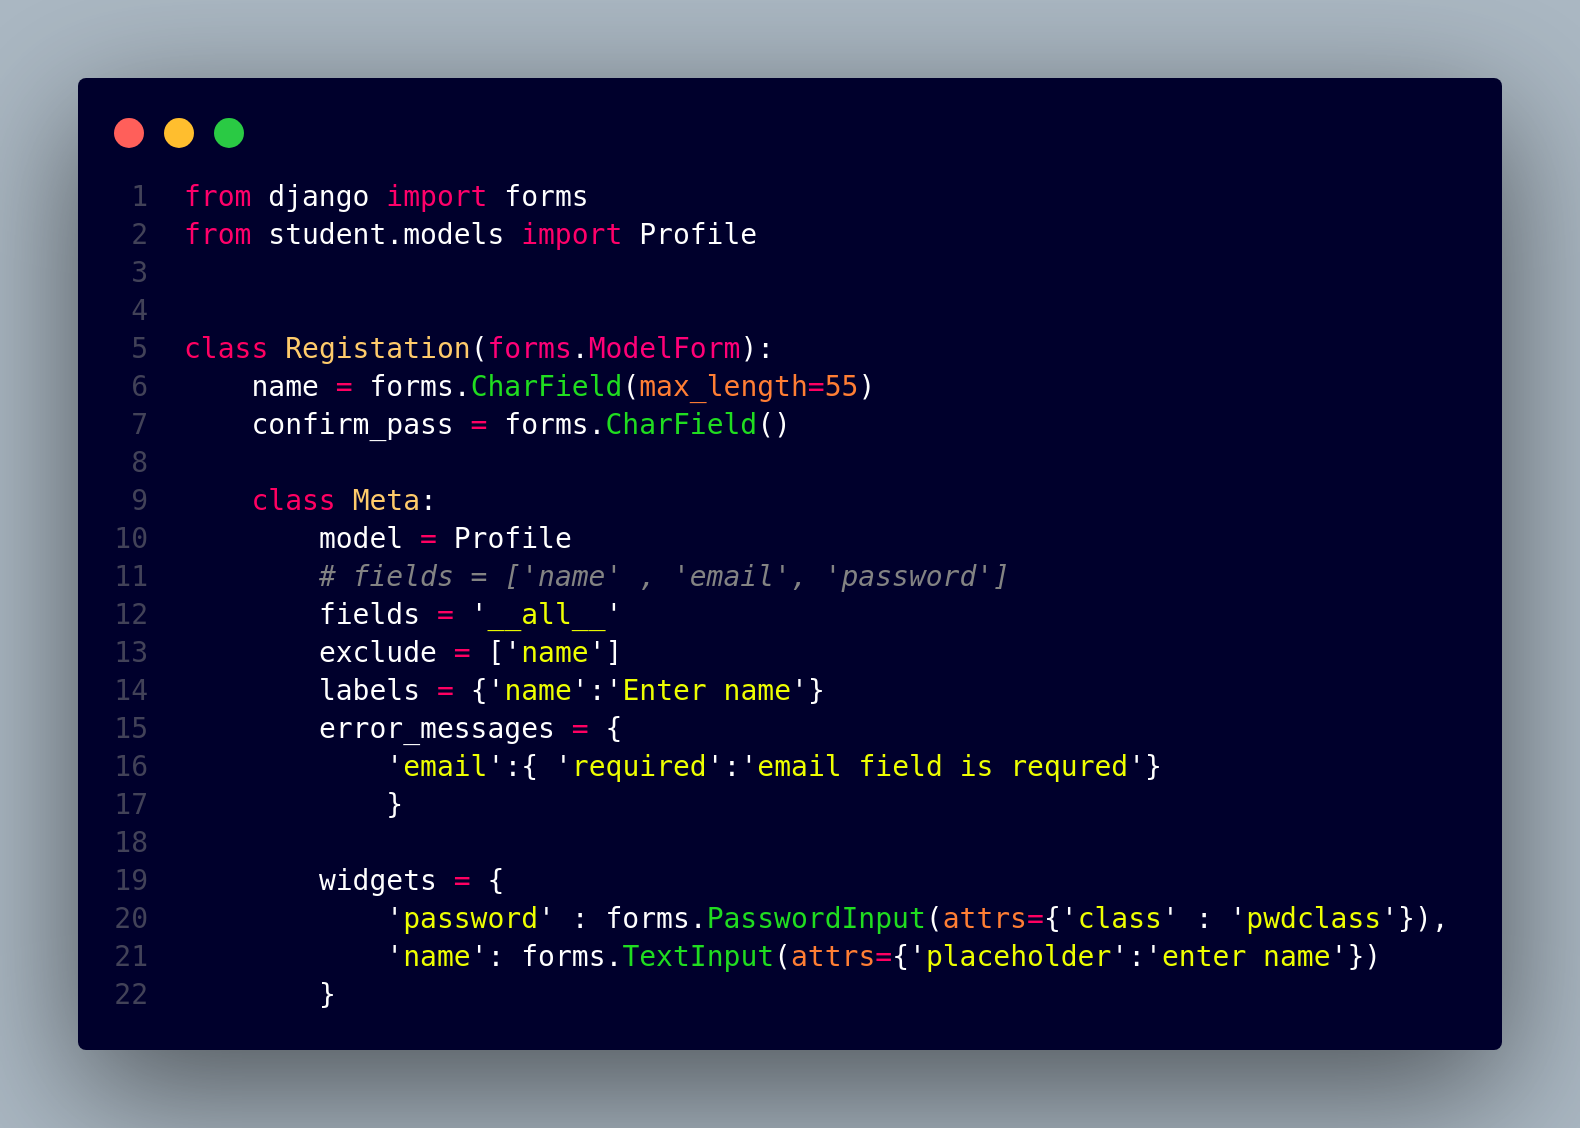 1 from django import forms
2 from student.models import Profile
3
4
5 class Registation(forms.ModelForm):
6     name = forms.CharField(max_length=55)
7     confirm_pass = forms.CharField()
8
9     class Meta:
10         model = Profile
11         # fields = ['name' , 'email', 'password']
12         fields = '__all__'
13         exclude = ['name']
14         labels = {'name':'Enter name'}
15         error_messages = {
16             'email':{ 'required':'email field is requred'}
17             }
18
19         widgets = {
20             'password' : forms.PasswordInput(attrs={'class' : 'pwdclass'}),
21             'name': forms.TextInput(attrs={'placeholder':'enter name'})
22         }